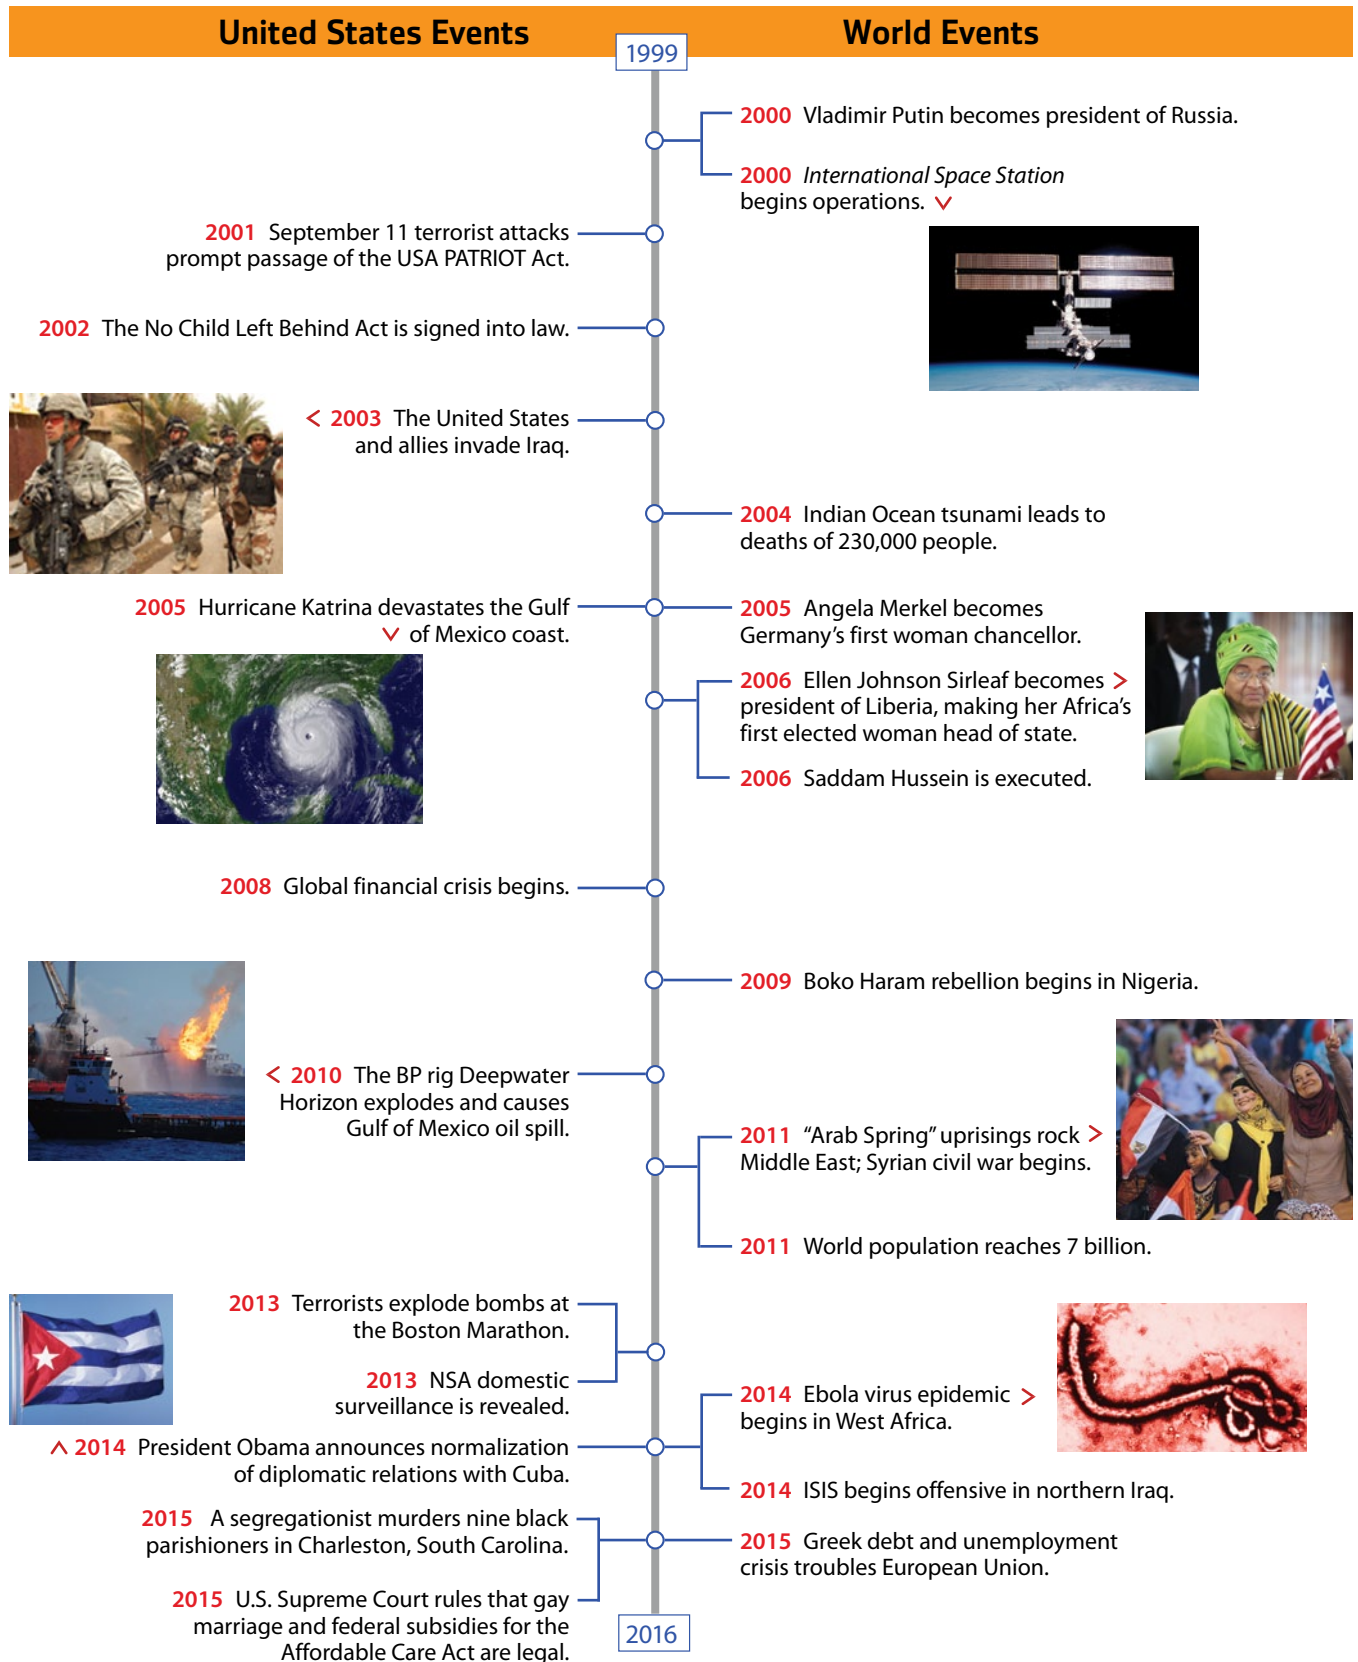 United States Events
World Events
1999
2000 Vladimir Putin becomes president of Russia.
2000 International Space Station
begins operations.
2001 September 11 terrorist attacks
prompt passage of the USA PATRIOT Act.
2002 The No Child Left Behind Act is signed into law.
2003 The United States
and allies invade Iraq.
2004 Indian Ocean tsunami leads to
deaths of 230,000 people.
2005 Hurricane Katrina devastates the Gulf
of Mexico coast.
2005 Angela Merkel becomes
Germany’s first woman chancellor.
2006 Ellen Johnson Sirleaf becomes
president of Liberia, making her Africa’s
first elected woman head of state.
2006 Saddam Hussein is executed.
2008 Global financial crisis begins.
2009 Boko Haram rebellion begins in Nigeria.
2010 The BP rig Deepwater
Horizon explodes and causes
Gulf of Mexico oil spill.
2011 “Arab Spring” uprisings rock
Middle East; Syrian civil war begins.
2011 World population reaches 7 billion.
2013 Terrorists explode bombs at
the Boston Marathon.
2013 NSA domestic
surveillance is revealed.
2014 Ebola virus epidemic
begins in West Africa.
2014 President Obama announces normalization
of diplomatic relations with Cuba.
2014 ISIS begins offensive in northern Iraq.
2015 A segregationist murders nine black
parishioners in Charleston, South Carolina.
2015 Greek debt and unemployment
crisis troubles European Union.
2015 U.S. Supreme Court rules that gay
marriage and federal subsidies for the
Affordable Care Act are legal.
2016